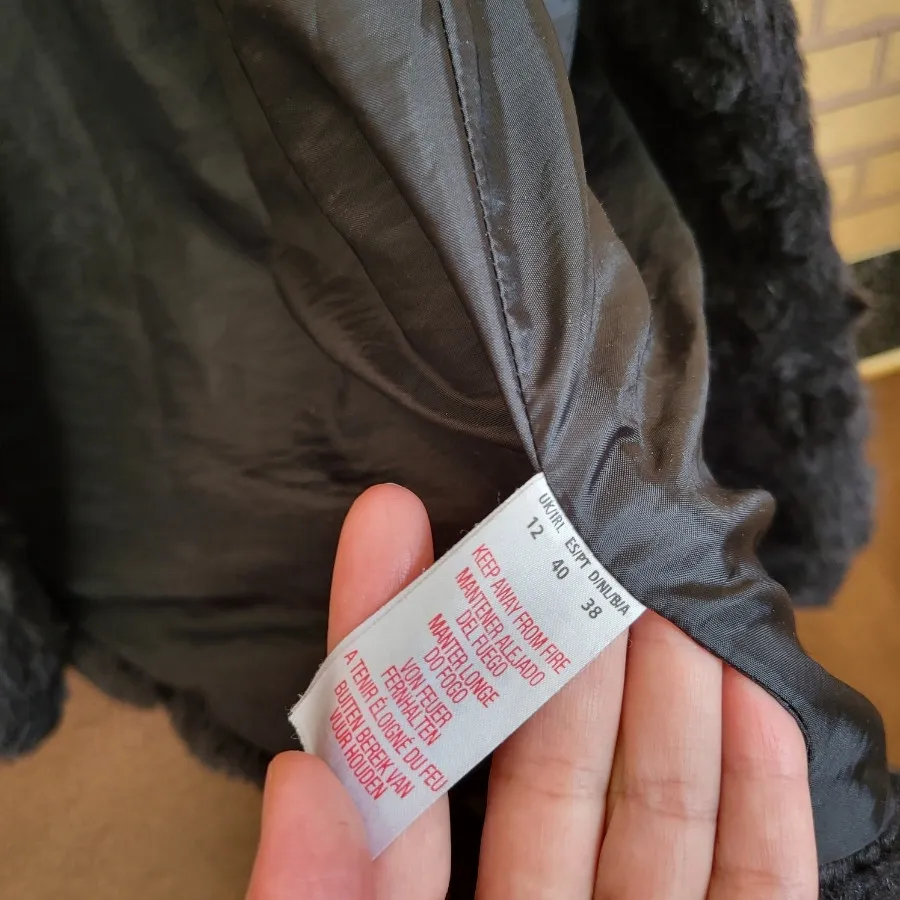 UK/IRL ES/PT D/NL/B/A
12 40 38
KEEP AWAY FROM FIRE
MANTENER ALEJADO
DEL FUEGO
MANTER LONGE
DO FOGO
VON FEUER
FERNHALTEN
A TENIR ÉLOIGNÉ DU FEU
BUITEN BEREIK VAN
VUUR HOUDEN